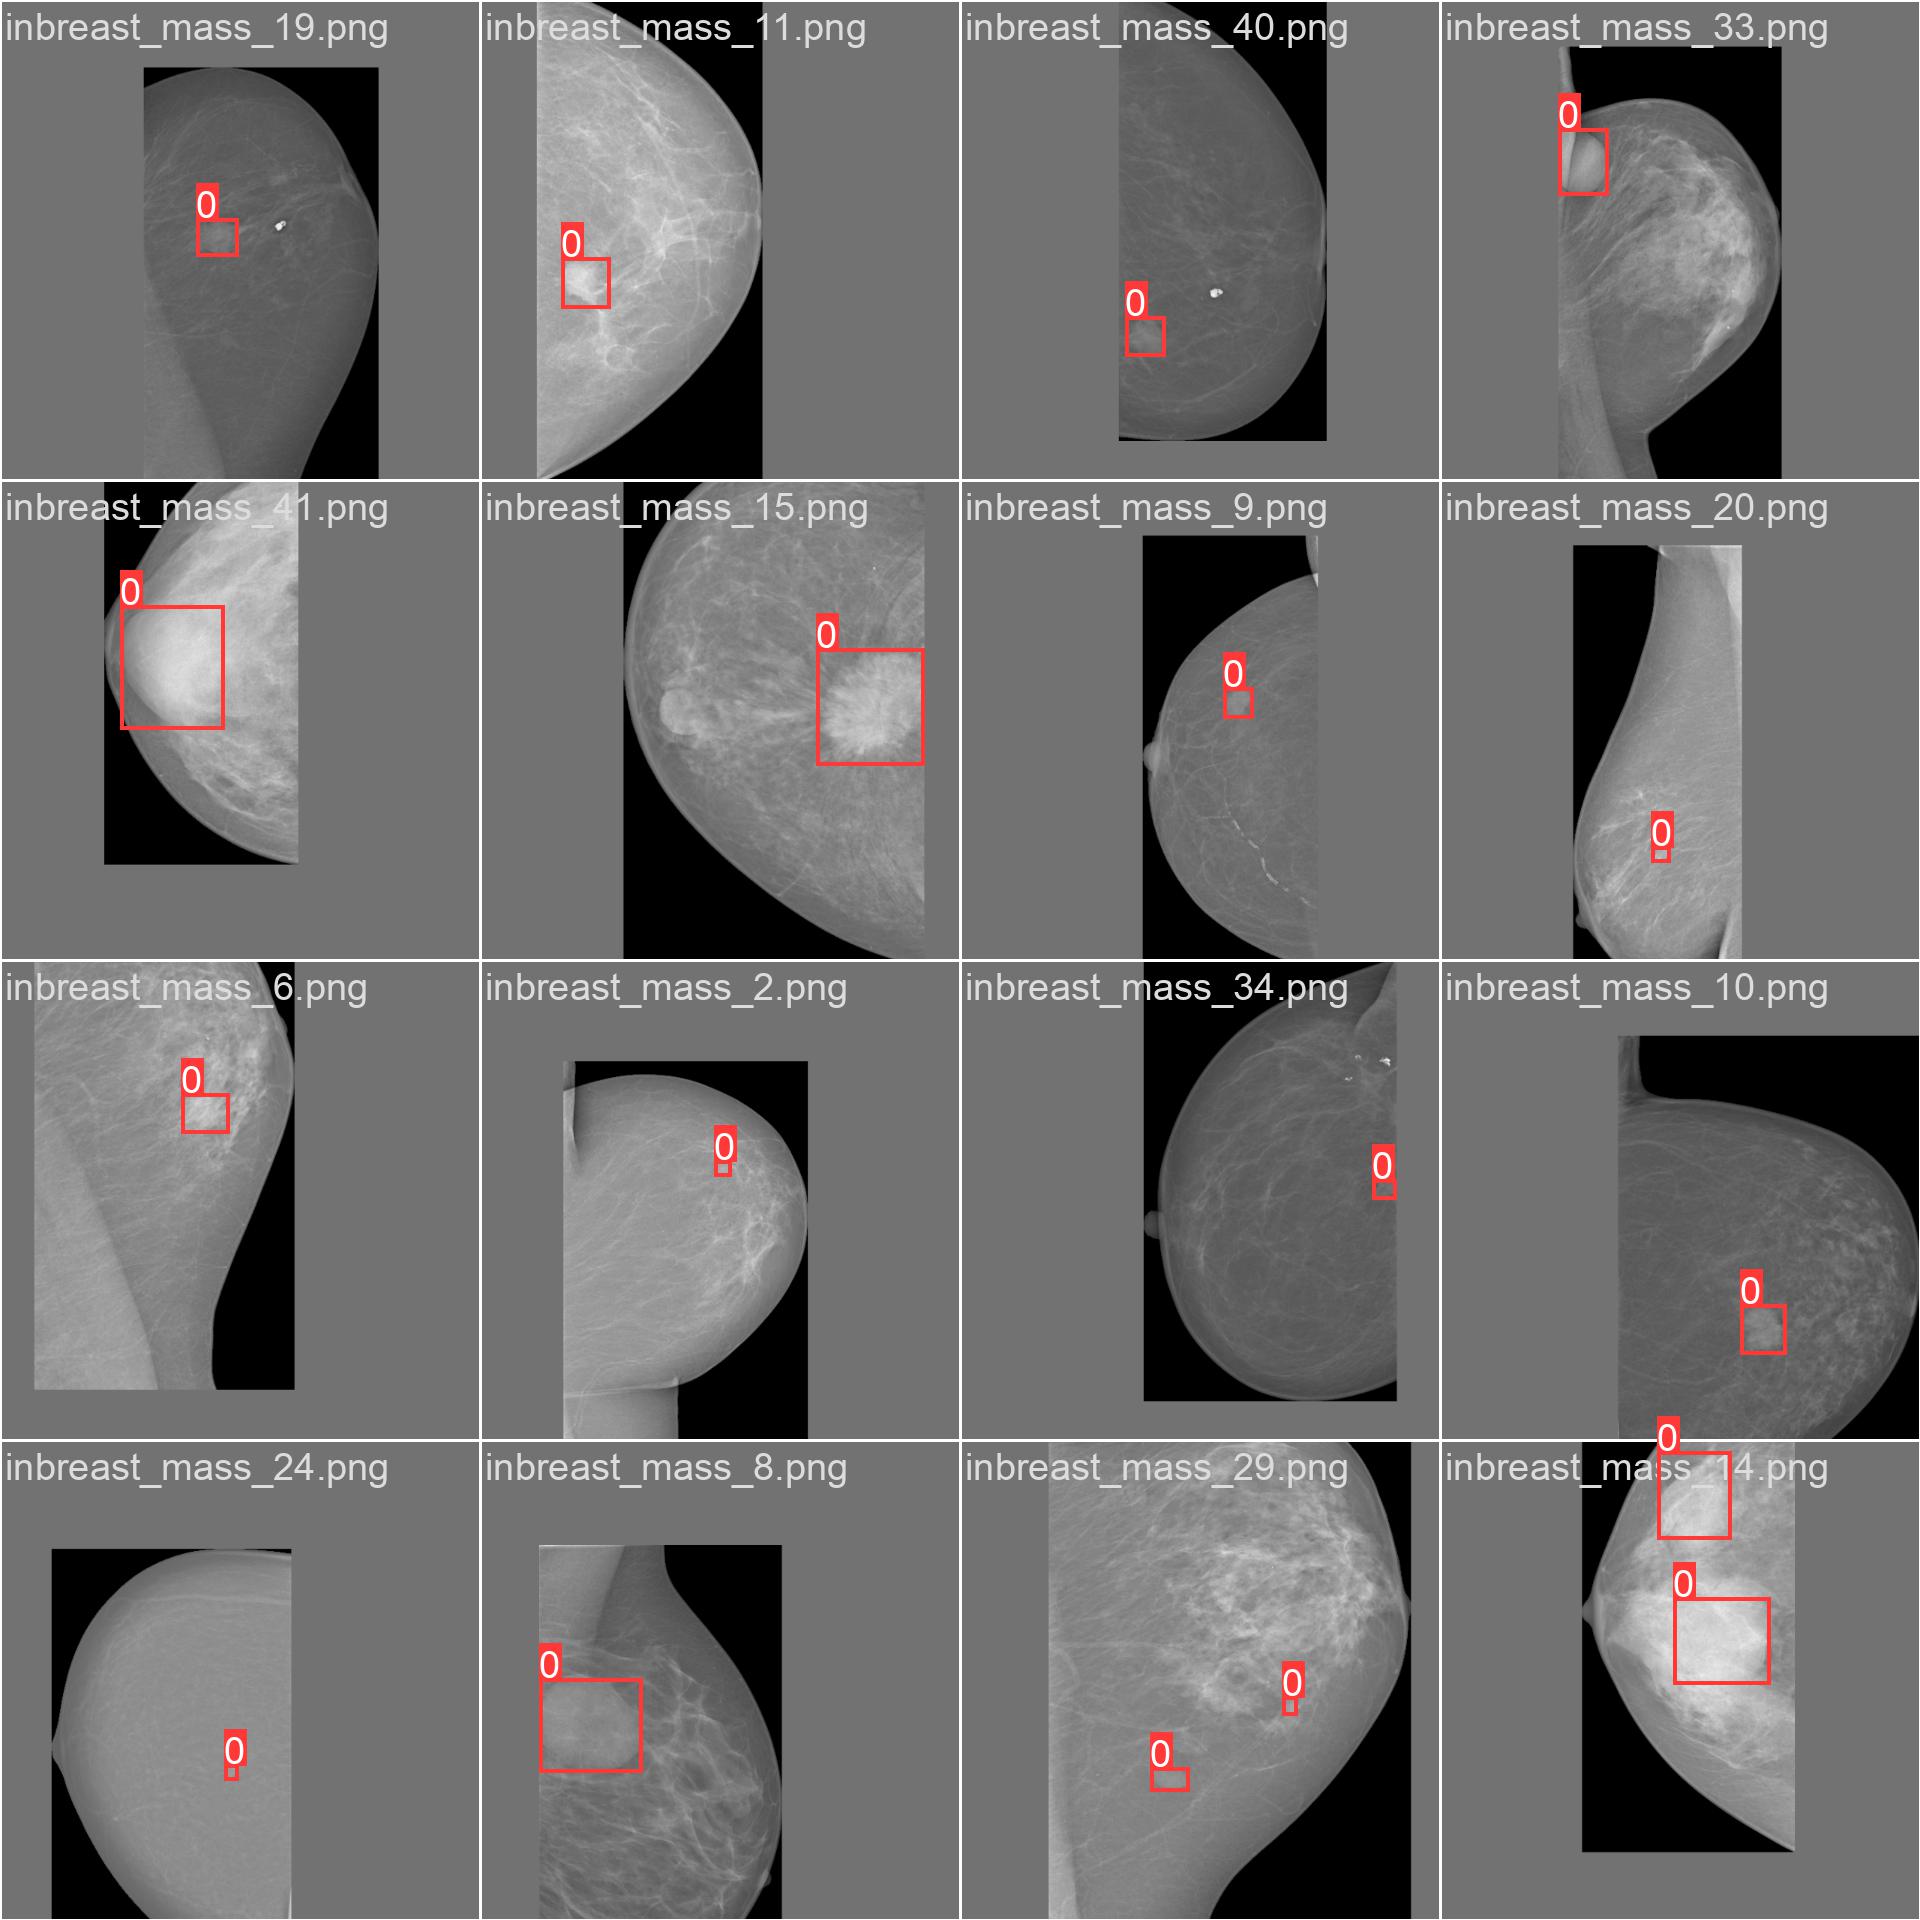 inbreast_mass_19.png
inbreast_mass_11.png
inbreast_mass_40.png
inbreast_mass_33.png
0
0
0
0
inbreast_mass_41.png
inbreast_mass_15.png
inbreast_mass_9.png
inbreast_mass_20.png
0
0
0
0
inbreast_mass_6.png
inbreast_mass_2.png
inbreast_mass_34.png
inbreast_mass_10.png
0
0
0
0
inbreast_mass_24.png
inbreast_mass_8.png
inbreast_mass_29.png
inbreast_mass_14.png
0
0
0
0
0
0